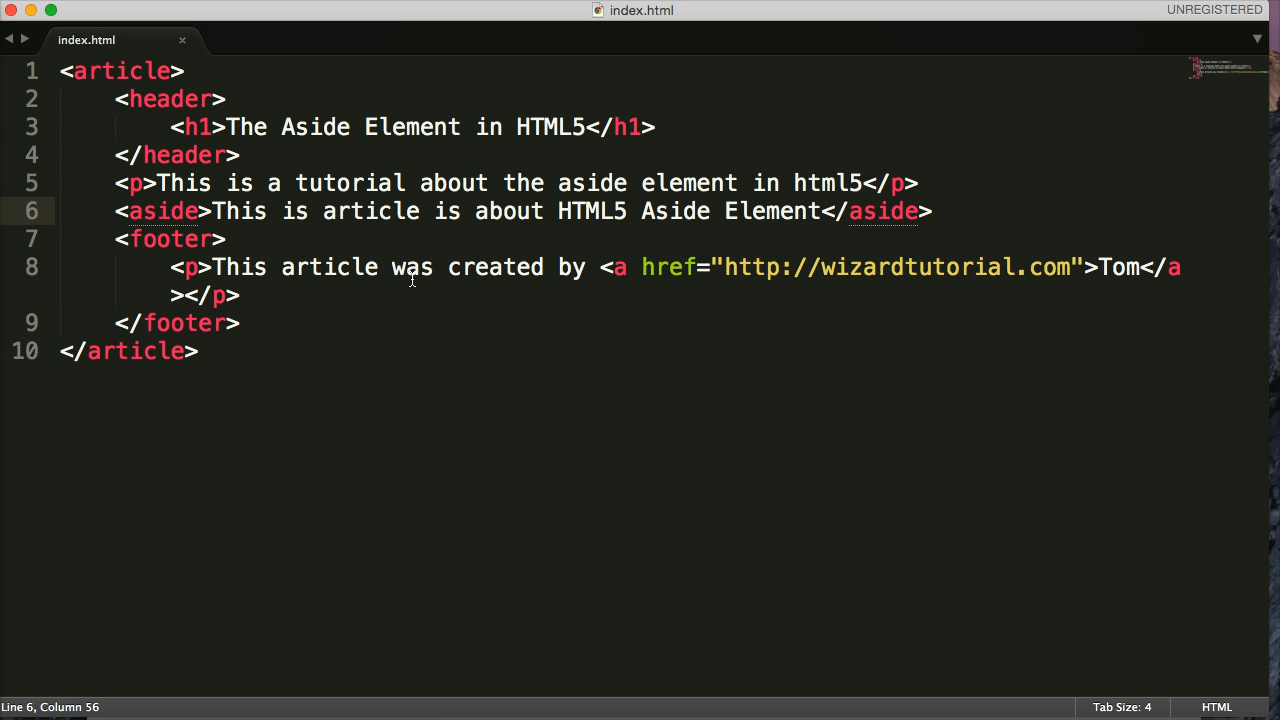 index.html
UNREGISTERED
index.html ×
1 <article>
2 <header>
3 <h1>The Aside Element in HTML5</h1>
4 </header>
5 <p>This is a tutorial about the aside element in html5</p>
6 <aside>This is article is about HTML5 Aside Element</aside>
7 <footer>
8 <p>This article was created by <a href="http://wizardtutorial.com">Tom</a
></p>
9 </footer>
10 </article>
Line 6, Column 56
Tab Size: 4
HTML